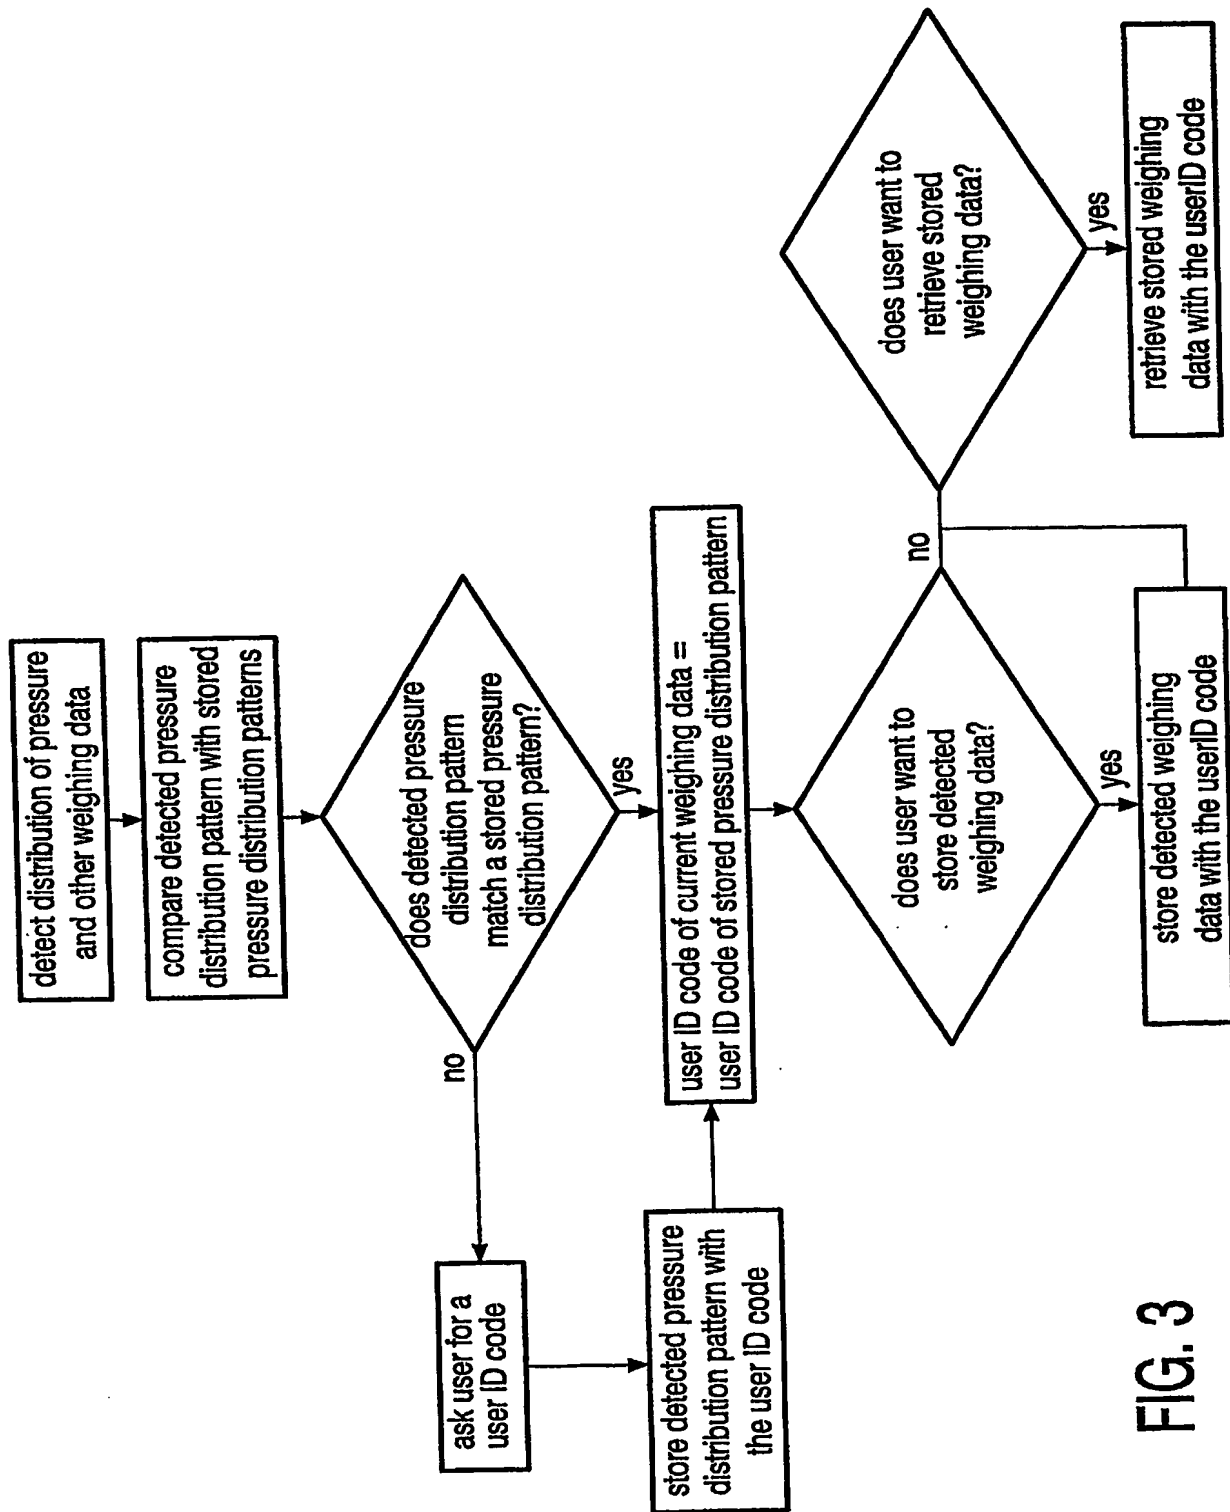 detect distribution of pressure
and other weighing data
compare detected pressure
distribution pattern with stored
pressure distribution patterns
does detected pressure
distribution pattern
match a stored pressure
distribution pattern?
no
yes
ask user for a
user ID code
store detected pressure
distribution pattern with
the user ID code
user ID code of current weighing data =
user ID code of stored pressure distribution pattern
does user want to
store detected
weighing data?
no
yes
store detected weighing
data with the userID code
does user want to
retrieve stored
weighing data?
yes
retrieve stored weighing
data with the userID code
FIG. 3